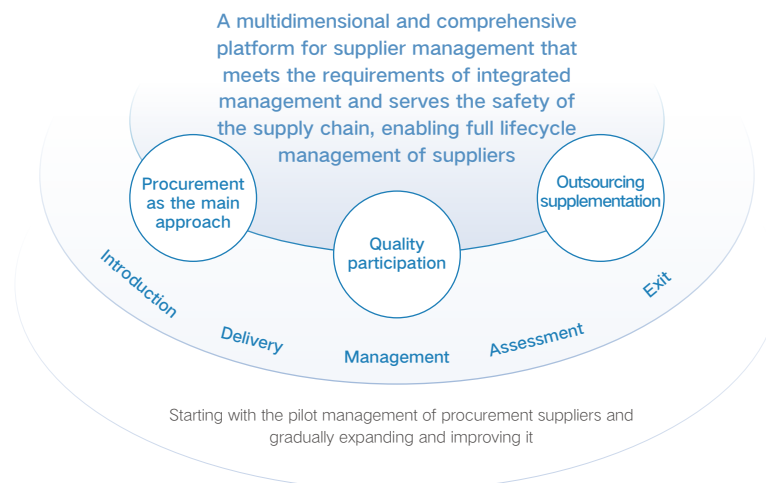 A multidimensional and comprehensive
platform for supplier management that
meets the requirements of integrated
management and serves the safety of
the supply chain, enabling full lifecycle
management of suppliers
Procurement
as the main
approach
Quality
participation
Outsourcing
supplementation
Introduction
Delivery
Management
Assessment
Exit
Starting with the pilot management of procurement suppliers and
gradually expanding and improving it